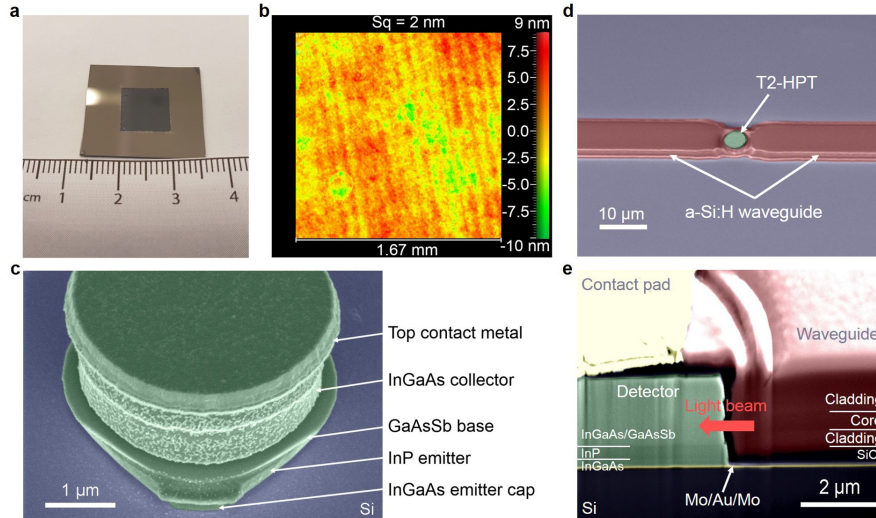 a
cm 1 2 3 4
b
Sq = 2 nm
9 nm
7.5
5.0
2.5
0.0
-2.5
-5.0
-7.5
-10 nm
1.67 mm
d
T2-HPT
a-Si:H waveguide
10 µm
c
Top contact metal
InGaAs collector
GaAsSb base
InP emitter
InGaAs emitter cap
1 µm
Si
e
Contact pad
Waveguide
Detector
Light beam
InGaAs/GaAsSb
InP
InGaAs
Cladding
Core
Cladding
SiO
Si
Mo/Au/Mo
2 µm